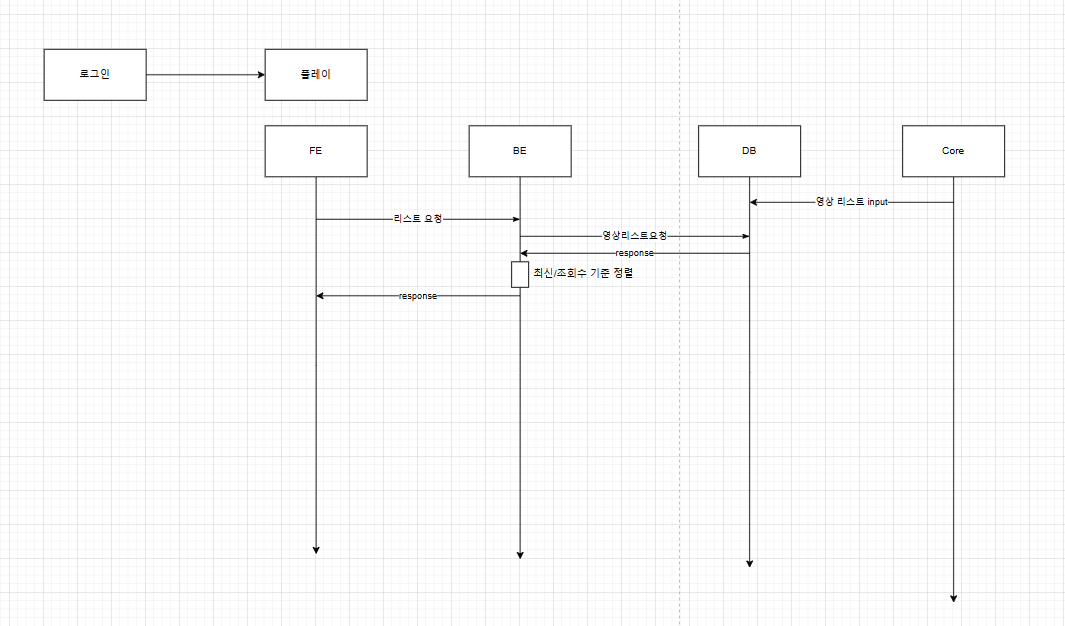 로그인
플레이
FE
BE
DB
Core
영상 리스트 input
리스트 요청
영상리스트요청
response
최신/조회수 기준 정렬
response